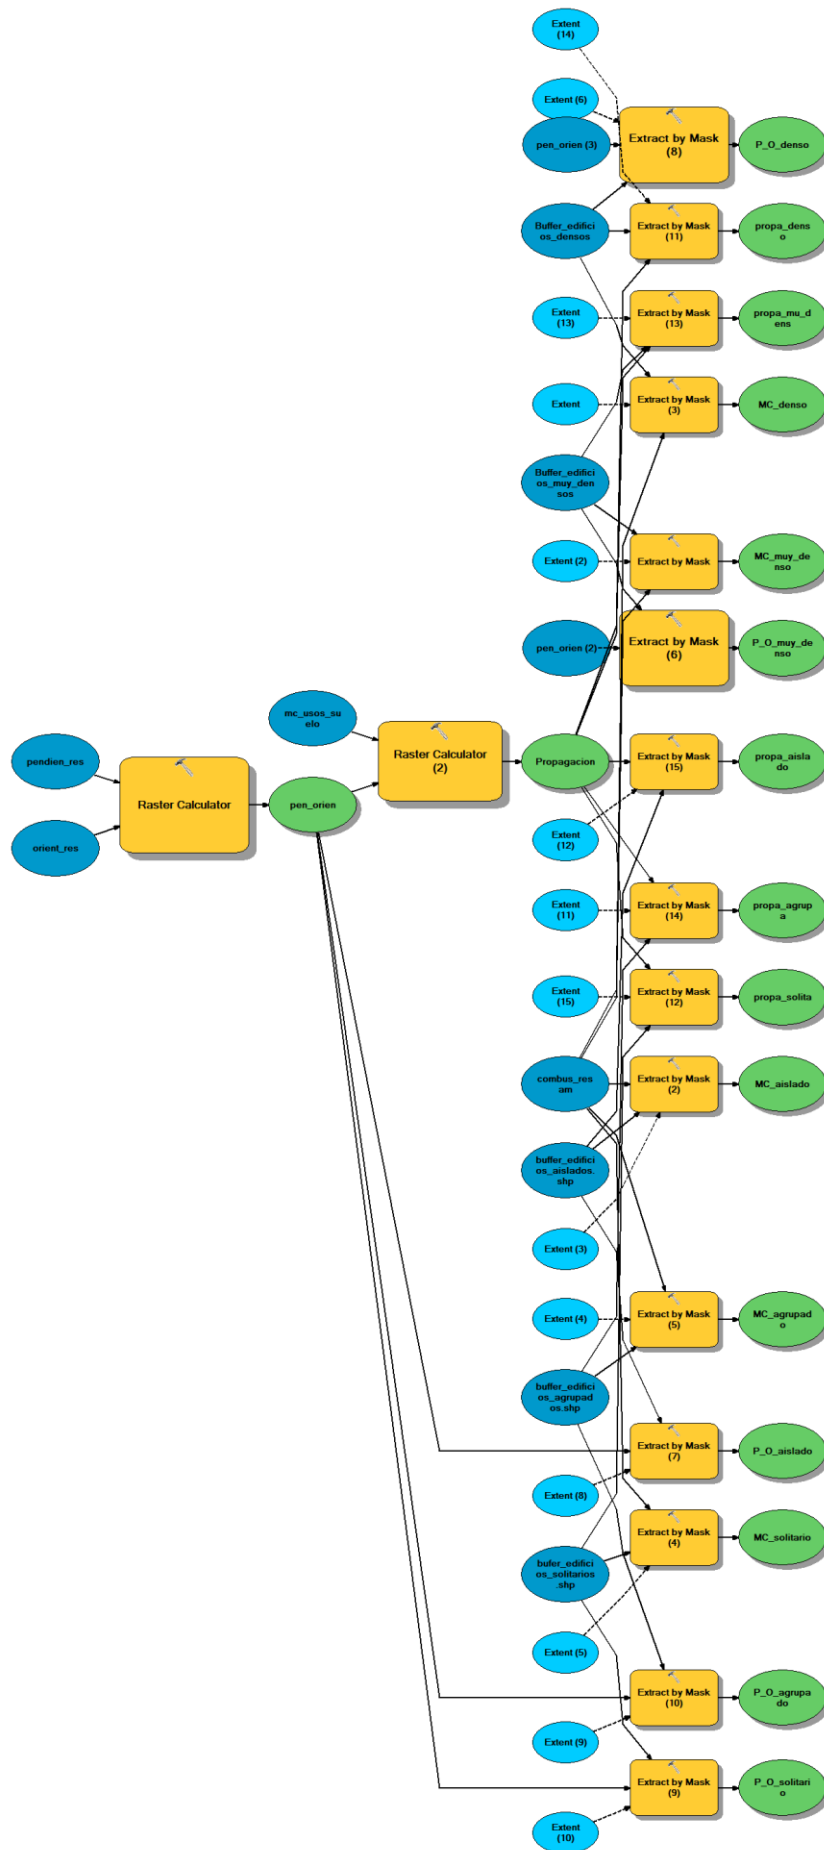 Extent
(14)
Extent (6)
pen_orien (3)
Extract by Mask
(8)
P_O_denso
Buffer_edifici
os_densos
Extract by Mask
(11)
propa_dens
o
Extent
(13)
Extract by Mask
(13)
propa_mu_d
ens
Extent
Extract by Mask
(3)
MC_denso
Buffer_edifici
os_muy_den
sos
Extent (2)
Extract by Mask
MC_muy_de
nso
pen_orien (2)
Extract by Mask
(6)
P_O_muy_de
nso
mc_usos_su
elo
Raster Calculator
(2)
Propagacion
Extract by Mask
(15)
propa_aisla
do
pendien_res
Raster Calculator
pen_orien
orient_res
Extent
(12)
Extent
(11)
Extract by Mask
(14)
propa_agrup
a
Extent
(15)
Extract by Mask
(12)
propa_solita
combus_res
am
Extract by Mask
(2)
MC_aislado
buffer_edifici
os_aislados.
shp
Extent (3)
Extent (4)
Extract by Mask
(5)
MC_agrupad
o
buffer_edifici
os_agrupad
os.shp
Extract by Mask
(7)
P_O_aislado
Extent (8)
Extract by Mask
(4)
MC_solitario
bufer_edifici
os_solitarios
.shp
Extent (5)
Extract by Mask
(10)
P_O_agrupa
do
Extent (9)
Extract by Mask
(9)
P_O_solitari
o
Extent
(10)